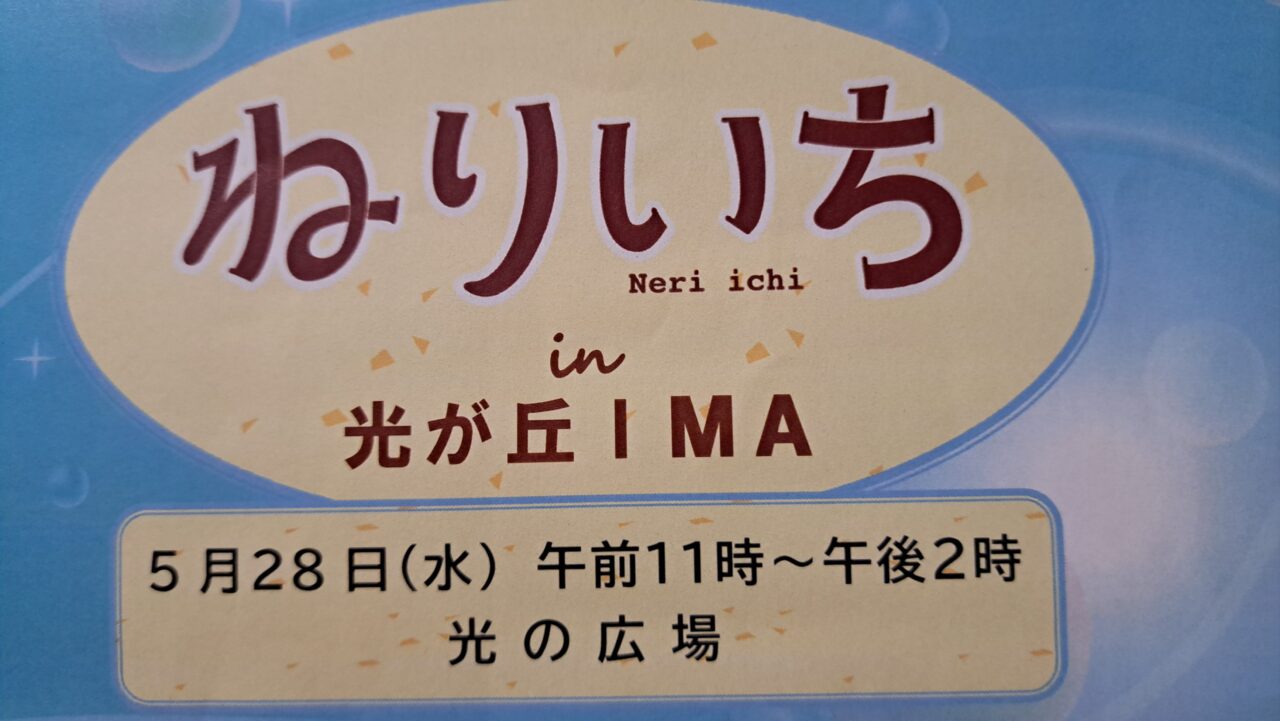 ねりいち
Neri ichi
in
光が丘IMA
5月28日(水) 午前11時～午後2時
光の広場